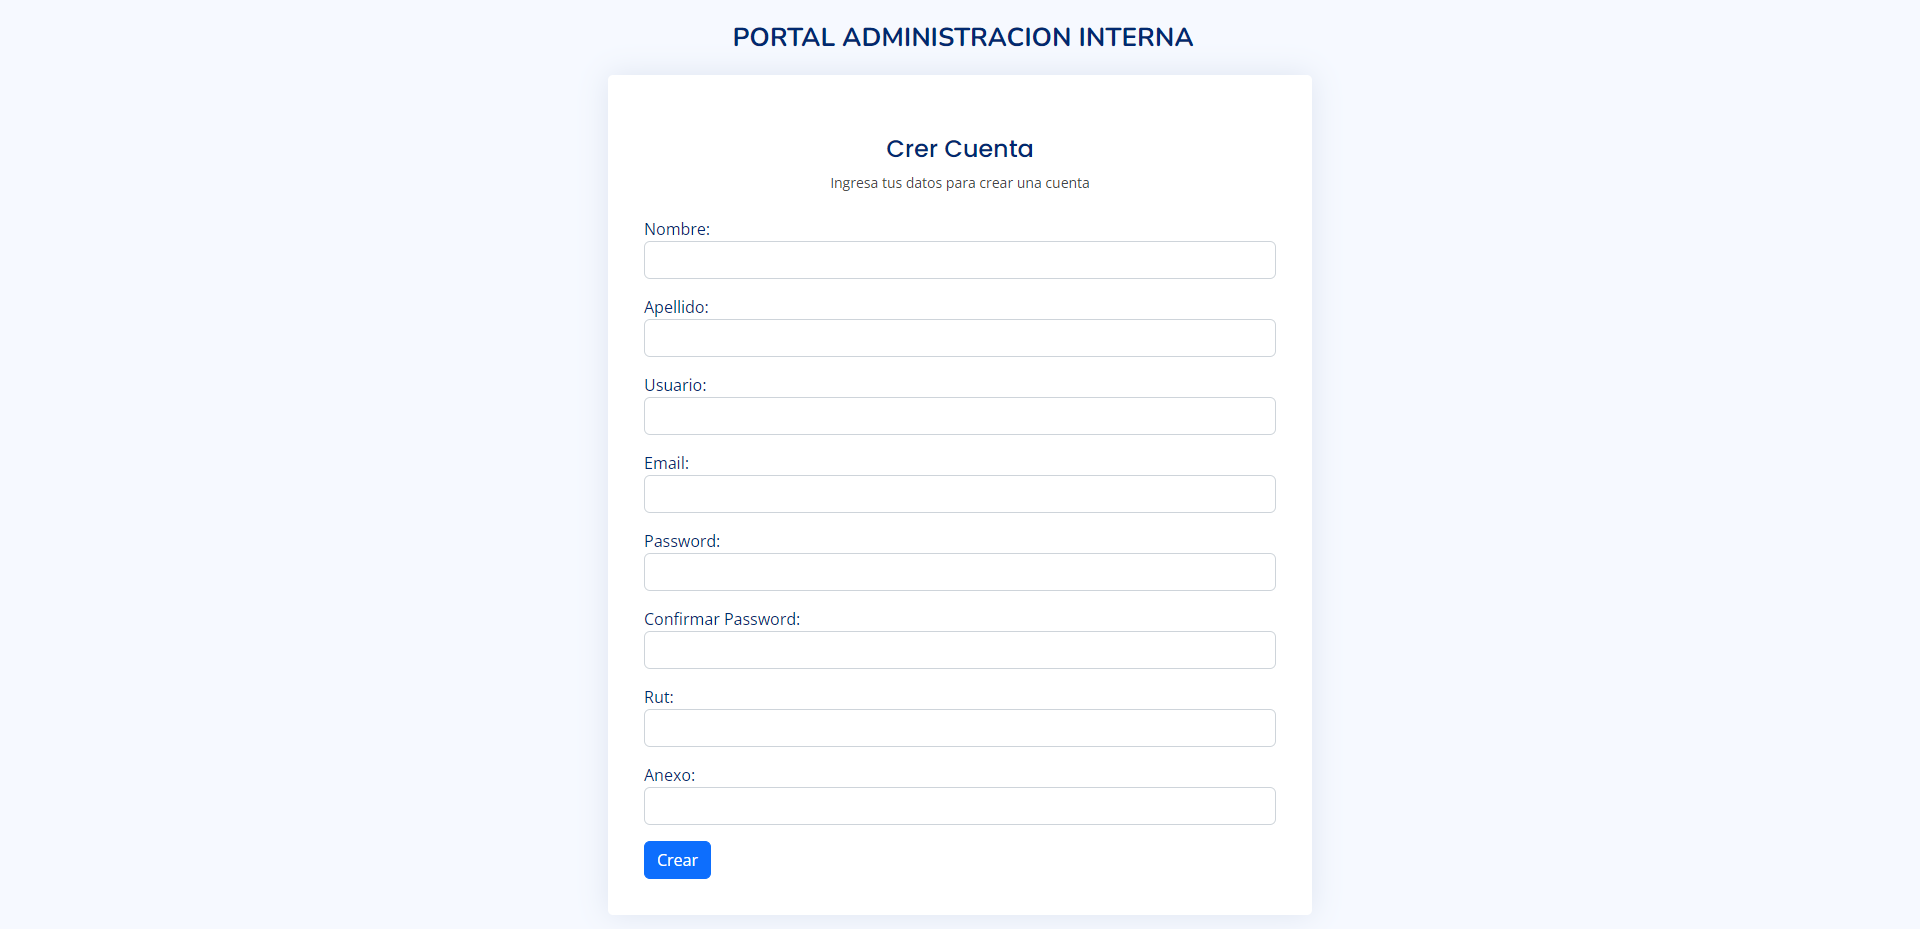 PORTAL ADMINISTRACION INTERNA
Crer Cuenta
Ingresa tus datos para crear una cuenta
Nombre:
Apellido:
Usuario:
Email:
Password:
Confirmar Password:
Rut:
Anexo:
Crear